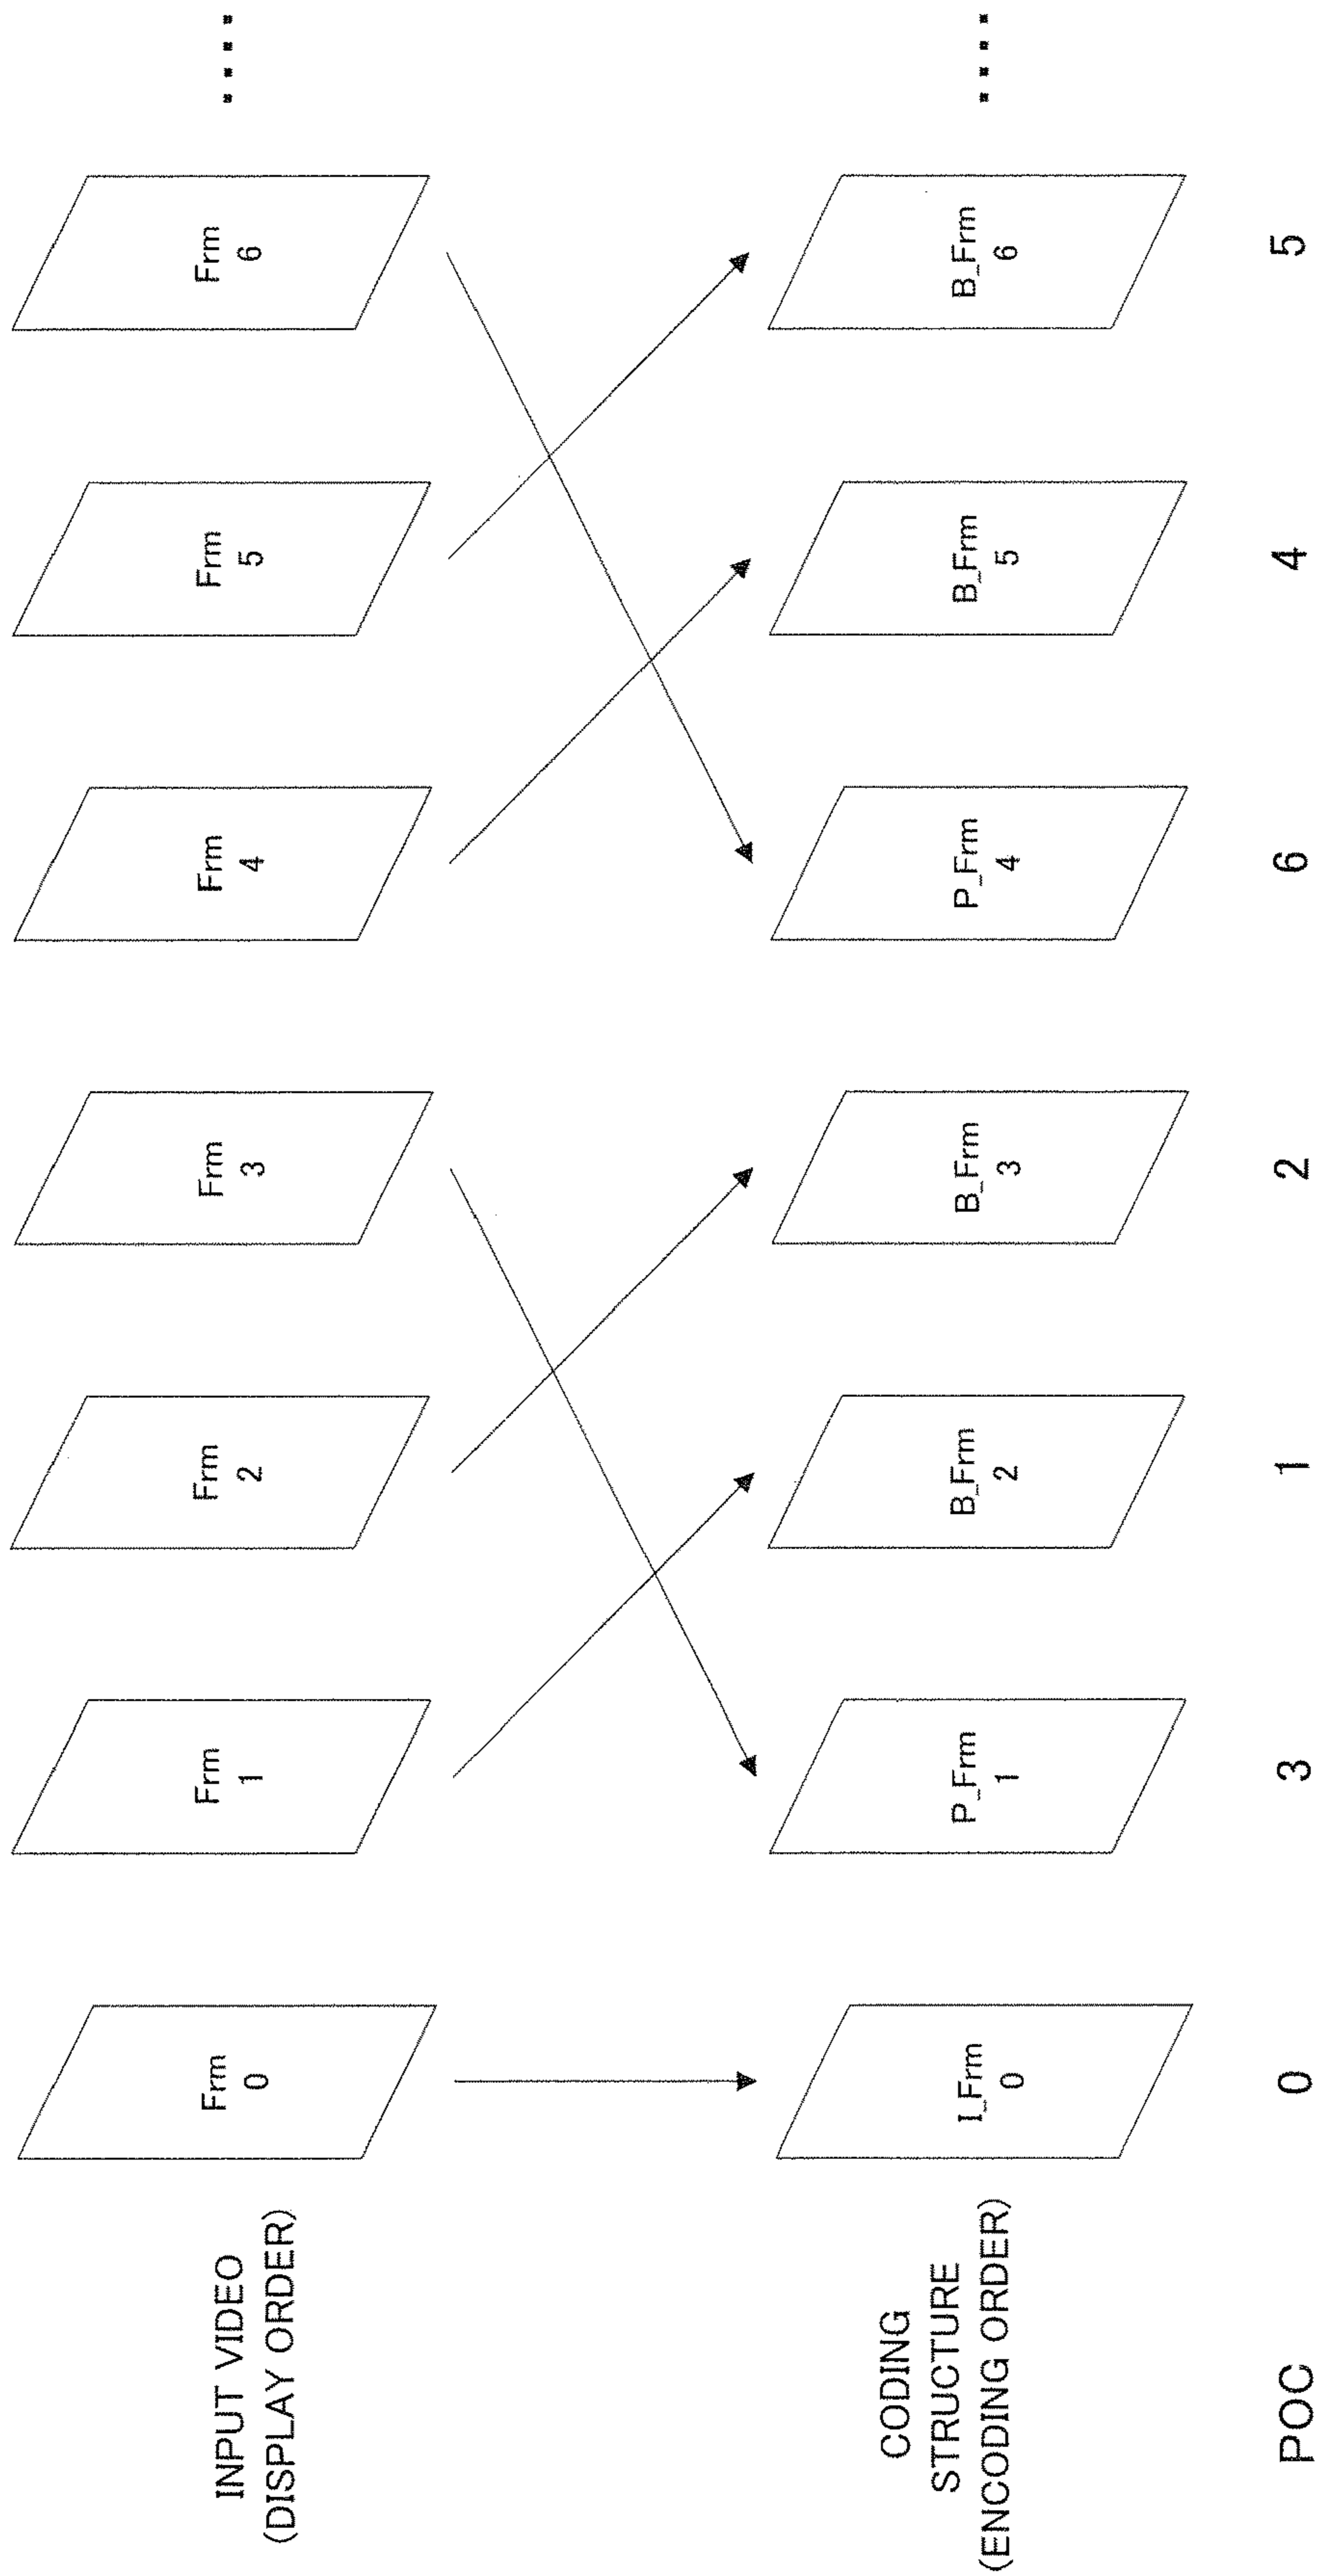 INPUT VIDEO
(DISPLAY ORDER)
Frm
0
Frm
1
Frm
2
Frm
3
Frm
4
Frm
5
Frm
6
CODING
STRUCTURE
(ENCODING ORDER)
I_Frm
0
P_Frm
1
B_Frm
2
B_Frm
3
P_Frm
4
B_Frm
5
B_Frm
6
POC 0 3 1 2 6 4 5